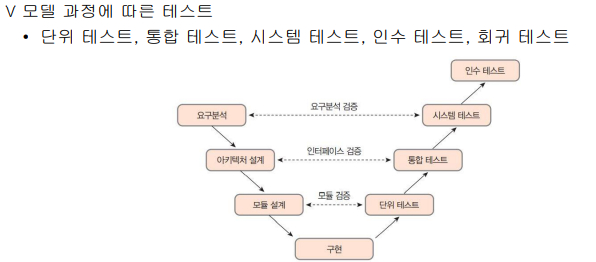 V 모델 과정에 따른 테스트
• 단위 테스트, 통합 테스트, 시스템 테스트, 인수 테스트, 회귀 테스트
인수 테스트
요구분석 요구분석 검증 시스템 테스트
아키텍처 설계 인터페이스 검증 통합 테스트
모듈 설계 모듈 검증 단위 테스트
구현